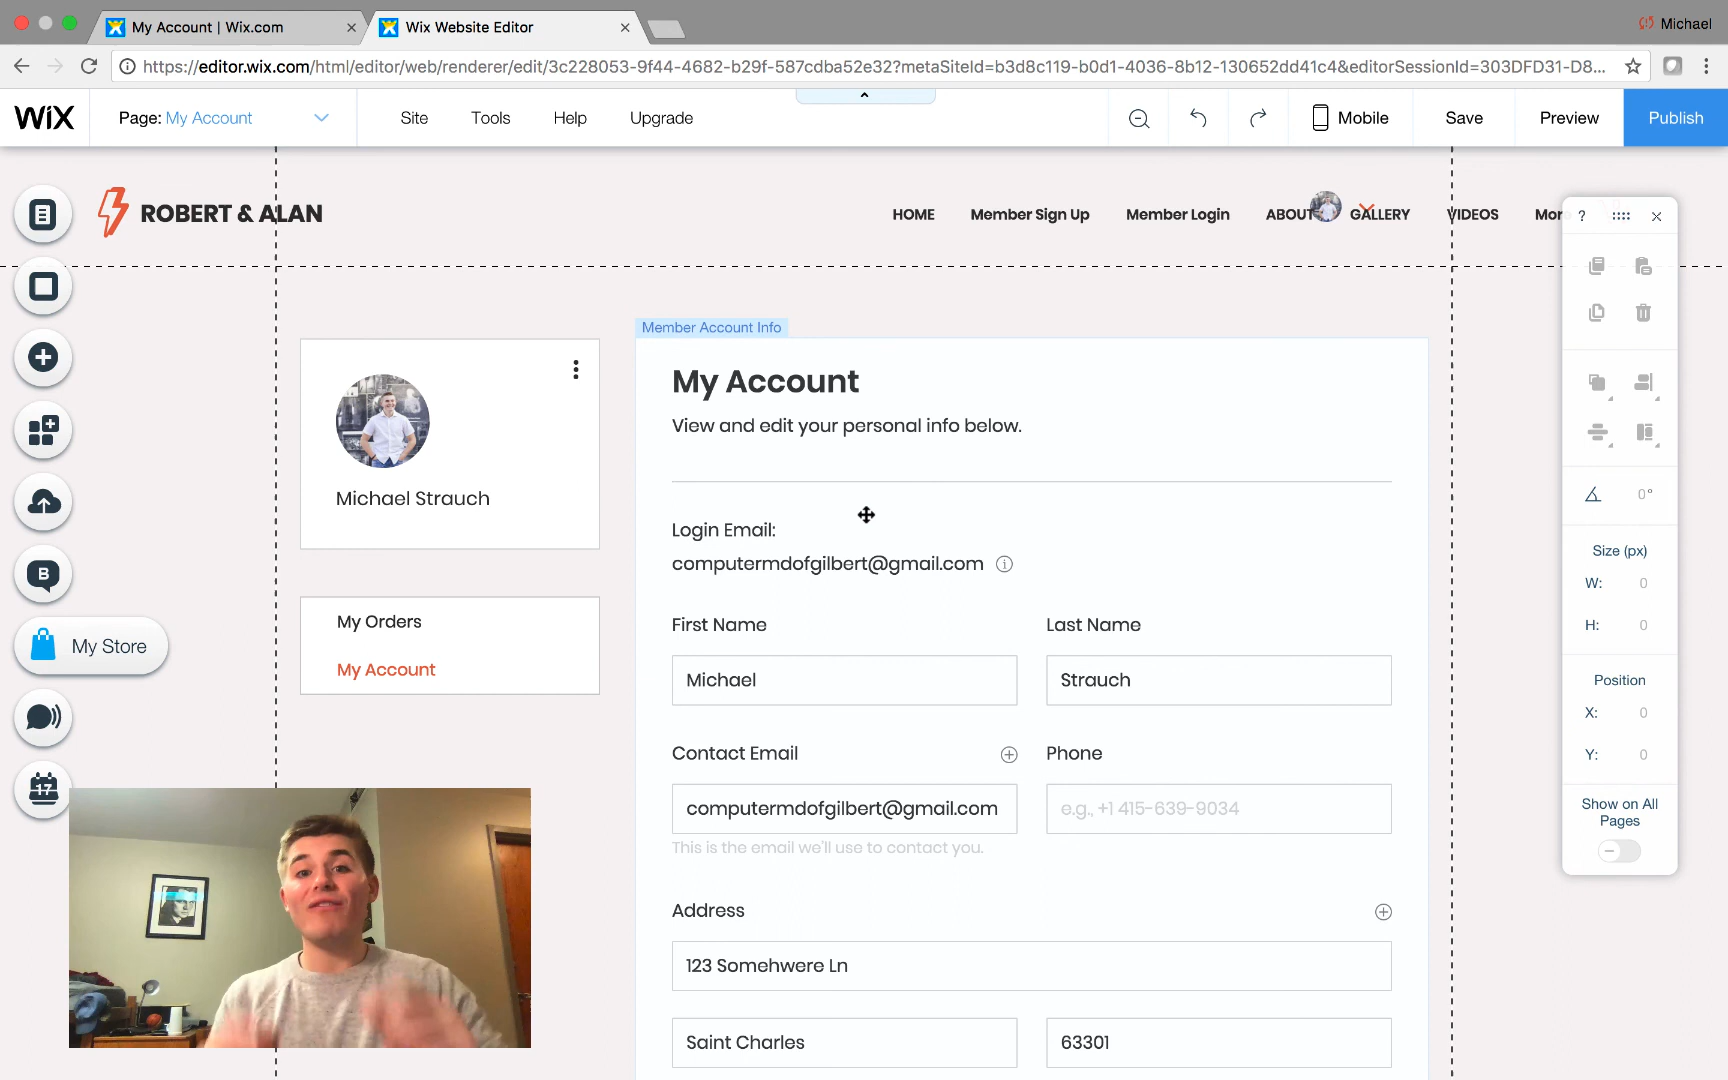 My Account | Wix.com
Wix Website Editor
Michael
https://editor.wix.com/html/editor/web/renderer/edit/3c228053-9f44-4682-b29f-587cdba52e32?metaSiteId=b3d8c119-b0d1-4036-8b12-130652dd41c4&editorSessionId=303DFD31-D8...
WiX
Page: My Account
Site
Tools
Help
Upgrade
Mobile
Save
Preview
Publish
ROBERT & ALAN
HOME
Member Sign Up
Member Login
ABOUT
GALLERY
VIDEOS
Mor
?
Member Account Info
My Account
View and edit your personal info below.
Michael Strauch
Login Email:
computermdofgilbert@gmail.com
My Orders
My Account
First Name
Last Name
Michael
Strauch
Contact Email
Phone
computermdofgilbert@gmail.com
e.g., +1 415-639-9034
This is the email we'll use to contact you.
Address
123 Somehwere Ln
Saint Charles
63301
B
My Store
17
0°
Size (px)
W: 0
H: 0
Position
X: 0
Y: 0
Show on All
Pages